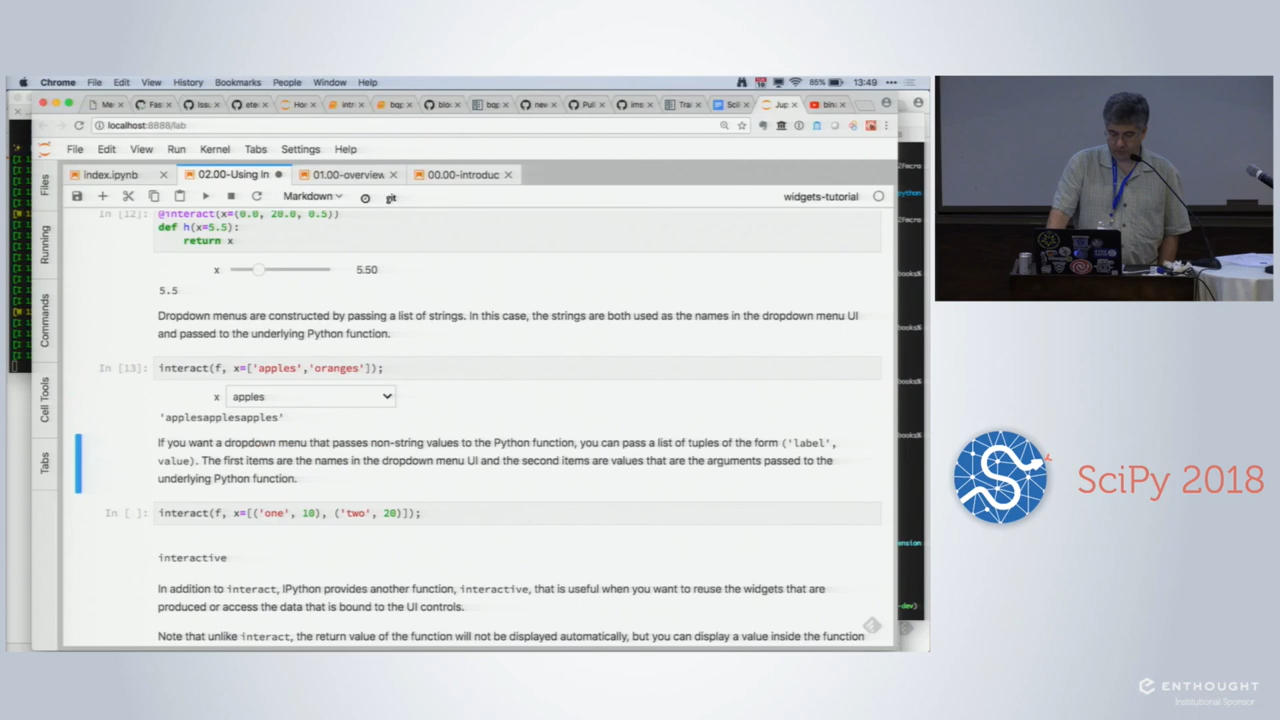 Chrome File Edit View History Bookmarks People Window Help 85% 13:49
localhost:8888/lab
File Edit View Run Kernel Tabs Settings Help
index.ipynb 02.00-Using In 01.00-overview 00.00-introduc
Markdown git widgets-tutorial
Files
Running
Commands
Cell Tools
Tabs
In [12]: @interact(x=(0.0, 20.0, 0.5))
def h(x=5.5):
return x
x 5.50
5.5
Dropdown menus are constructed by passing a list of strings. In this case, the strings are both used as the names in the dropdown menu UI
and passed to the underlying Python function.
In [13]: interact(f, x=['apples','oranges']);
x apples
'applesapplesapples'
If you want a dropdown menu that passes non-string values to the Python function, you can pass a list of tuples of the form ('label',
value). The first items are the names in the dropdown menu UI and the second items are values that are the arguments passed to the
underlying Python function.
In [ ]: interact(f, x=[('one', 10), ('two', 20)]);
interactive
In addition to interact, IPython provides another function, interactive, that is useful when you want to reuse the widgets that are
produced or access the data that is bound to the UI controls.
Note that unlike interact, the return value of the function will not be displayed automatically, but you can display a value inside the function
python
-dev)
SciPy 2018
ENTHOUGHT
Institutional Sponsor